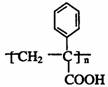 [CH₂ — C]ₙ
COOH